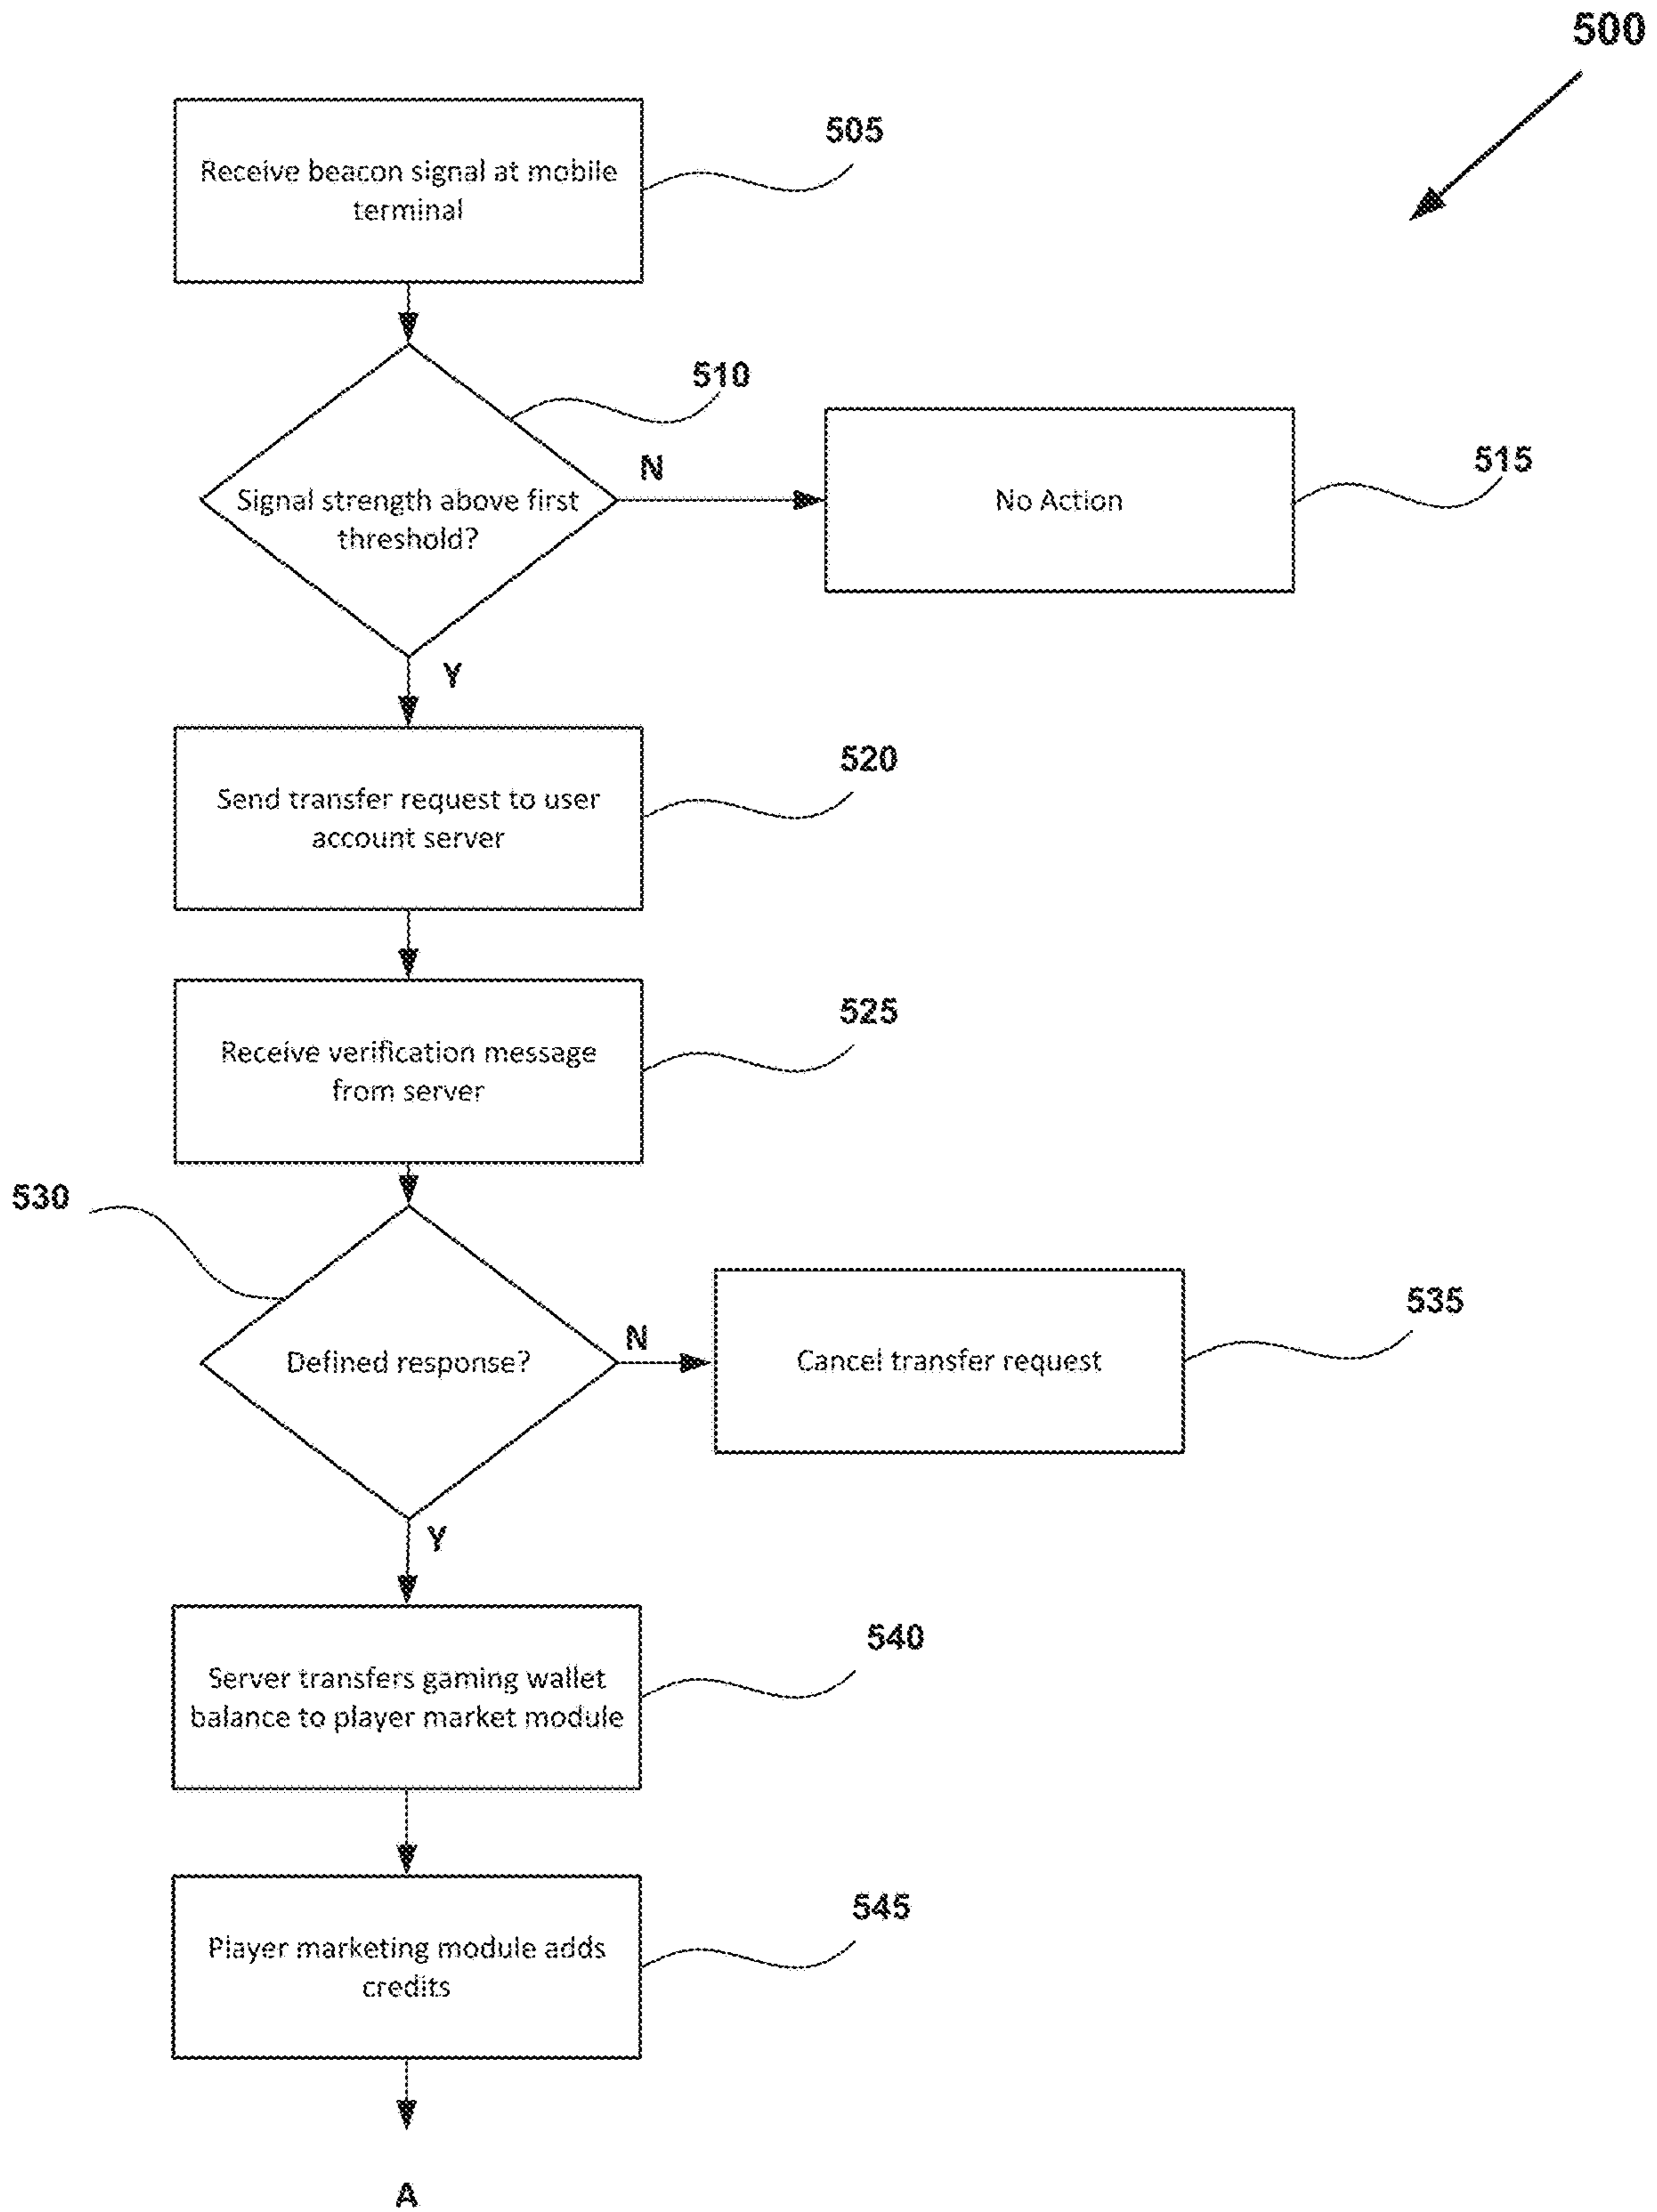 500
505
Receive beacon signal at mobile
terminal
510
N
515
Signal strength above first
threshold?
No Action
Y
520
Send transfer request to user
account server
525
Receive verification message
from server
530
535
N
Defined response?
Cancel transfer request
Y
540
Server transfers gaming wallet
balance to player market module
545
Player marketing module adds
credits
A